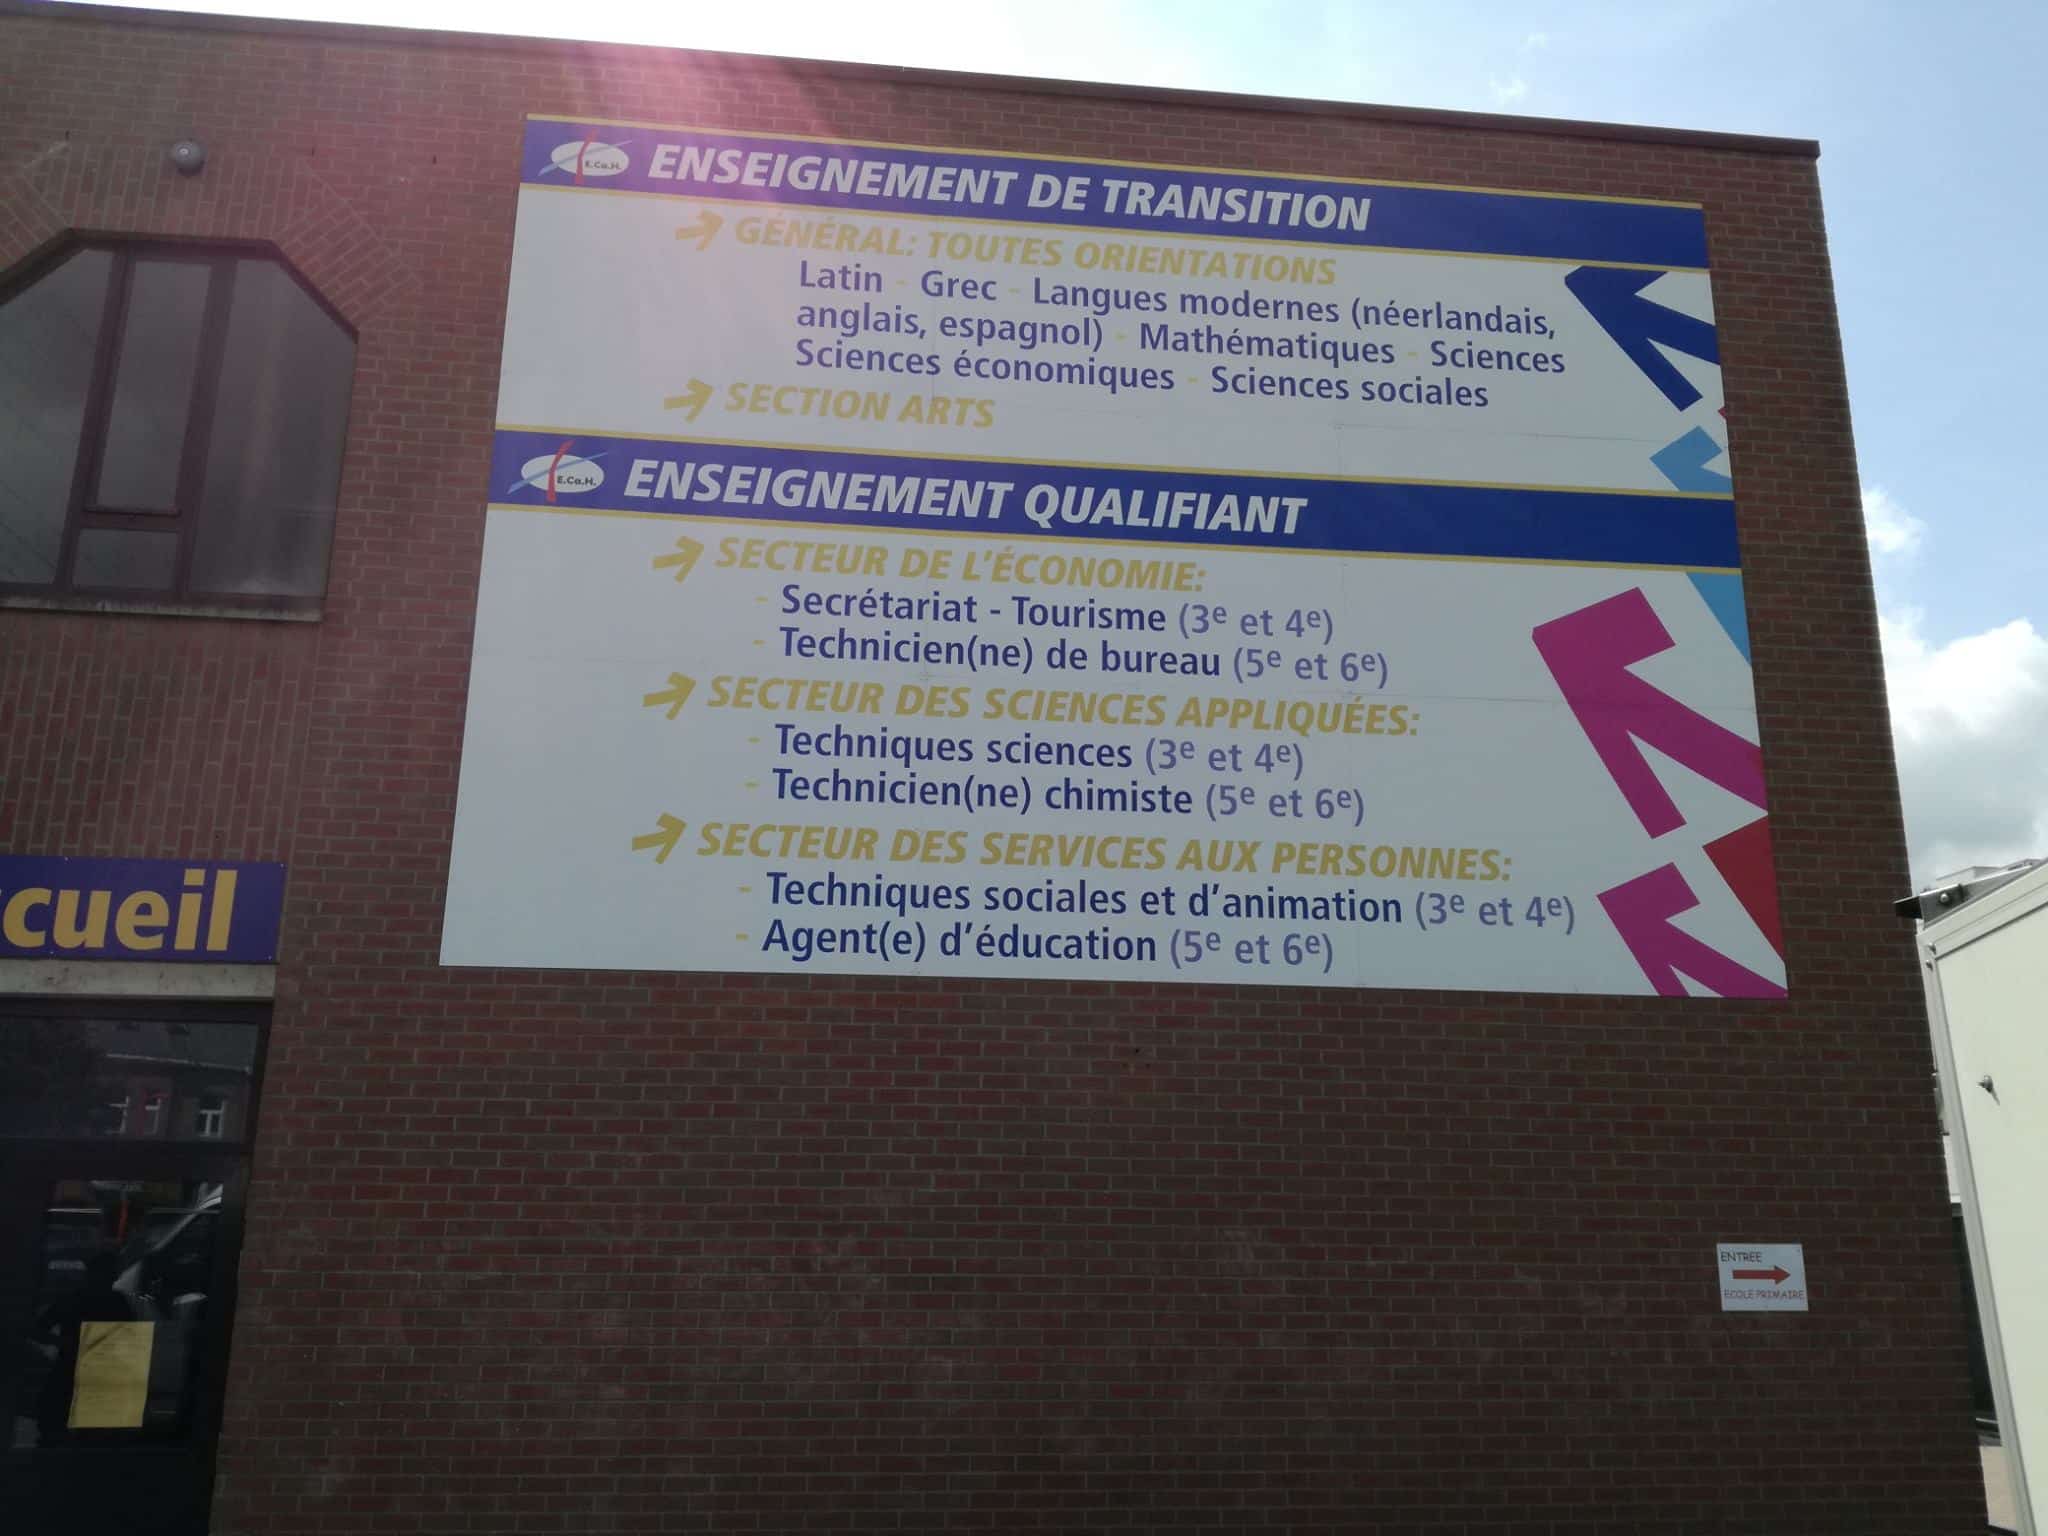 E.Ca.H. ENSEIGNEMENT DE TRANSITION
GÉNÉRAL: TOUTES ORIENTATIONS
Latin - Grec - Langues modernes (néerlandais,
anglais, espagnol) - Mathématiques - Sciences
Sciences économiques - Sciences sociales
SECTION ARTS
E.Ca.H. ENSEIGNEMENT QUALIFIANT
SECTEUR DE L'ÉCONOMIE:
- Secrétariat - Tourisme (3e et 4e)
- Technicien(ne) de bureau (5e et 6e)
SECTEUR DES SCIENCES APPLIQUÉES:
- Techniques sciences (3e et 4e)
- Technicien(ne) chimiste (5e et 6e)
SECTEUR DES SERVICES AUX PERSONNES:
- Techniques sociales et d'animation (3e et 4e)
- Agent(e) d'éducation (5e et 6e)
cueil
ENTREE
ECOLE PRIMAIRE